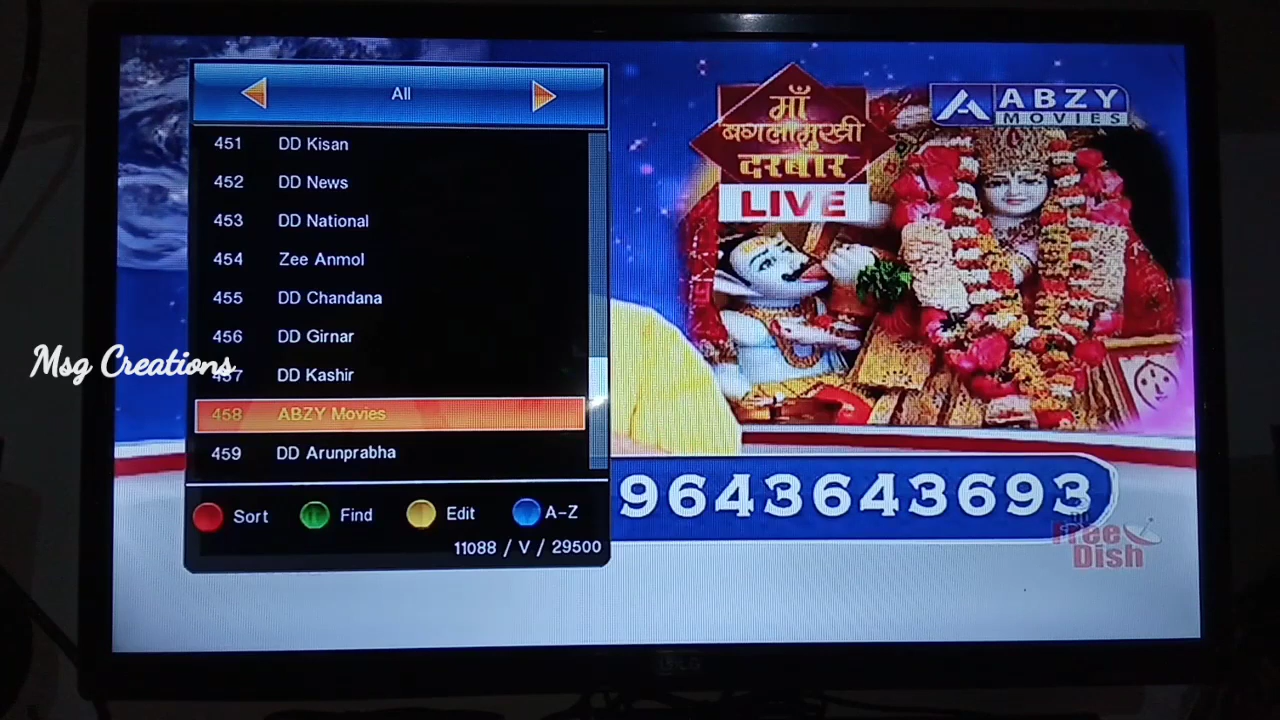 All
451 DD Kisan
452 DD News
453 DD National
454 Zee Anmol
455 DD Chandana
456 DD Girnar
457 DD Kashir
458 ABZY Movies
459 DD Arunprabha
Sort Find Edit A-Z
11088 / V / 29500
Msg Creations
माँ
बगलामुखी
दरबार
LIVE
ABZY
MOVIES
9643643693
Free
Dish
LG